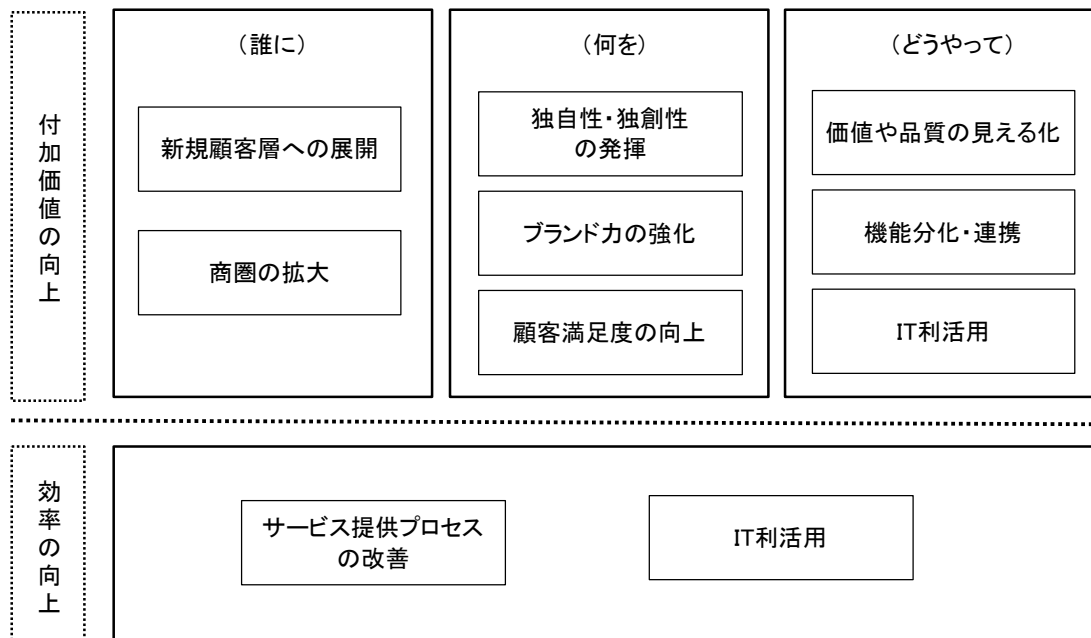 付加価値の向上
（誰に）
新規顧客層への展開
商圏の拡大
（何を）
独自性・独創性
の発揮
ブランド力の強化
顧客満足度の向上
（どうやって）
価値や品質の見える化
機能分化・連携
IT利活用
効率の向上
サービス提供プロセス
の改善
IT利活用